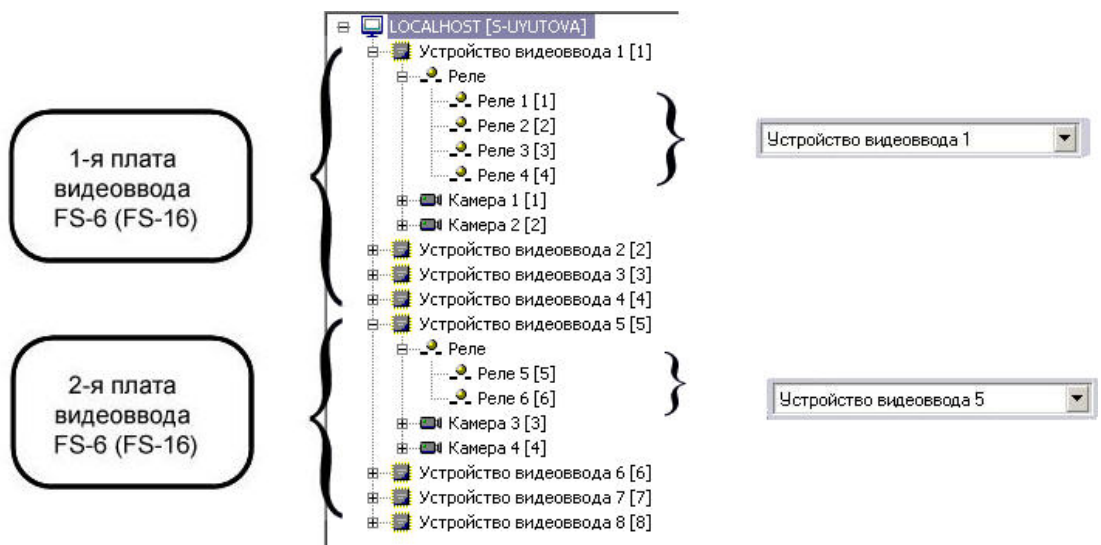 LOCALHOST [S-UYUTOVA]
Устройство видеоввода 1 [1]
Реле
Реле 1 [1]
Реле 2 [2]
Реле 3 [3]
Реле 4 [4]
Камера 1 [1]
Камера 2 [2]
Устройство видеоввода 2 [2]
Устройство видеоввода 3 [3]
Устройство видеоввода 4 [4]
Устройство видеоввода 5 [5]
Реле
Реле 5 [5]
Реле 6 [6]
Камера 3 [3]
Камера 4 [4]
Устройство видеоввода 6 [6]
Устройство видеоввода 7 [7]
Устройство видеоввода 8 [8]
1-я плата
видеоввода
FS-6 (FS-16)
2-я плата
видеоввода
FS-6 (FS-16)
Устройство видеоввода 1
Устройство видеоввода 5